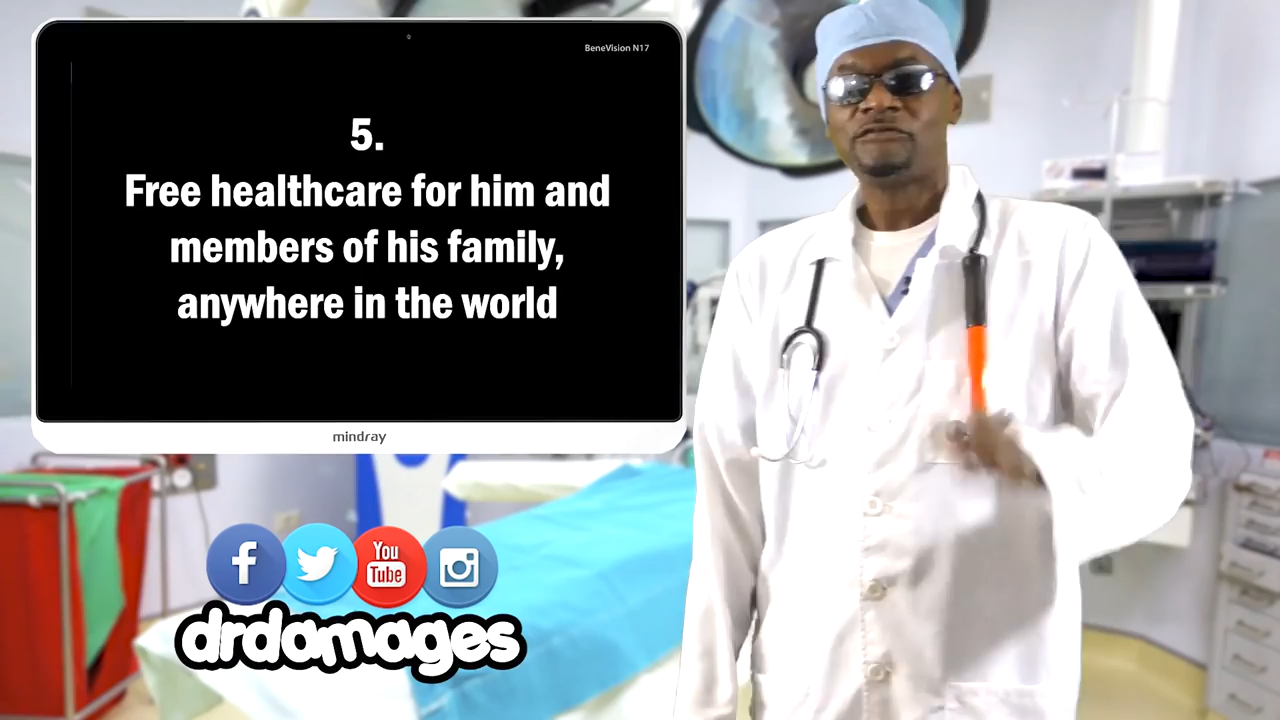 BeneVision N17
5.
Free healthcare for him and
members of his family,
anywhere in the world
mindray
f
You
Tube
drdamages